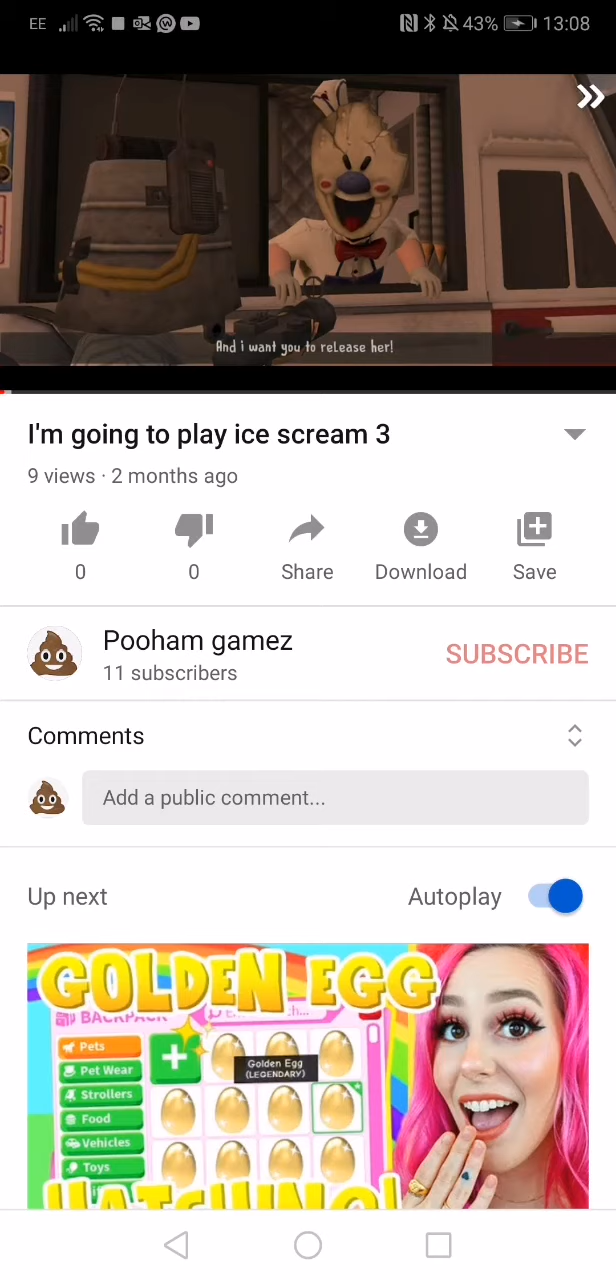 EE 43% 13:08
And i want you to release her!
I'm going to play ice scream 3
9 views · 2 months ago
0 0 Share Download Save
Pooham gamez
11 subscribers
SUBSCRIBE
Comments
Add a public comment...
Up next Autoplay
GOLDEN EGG
BACKPACK
Pets
Pet Wear
Golden Egg
(LEGENDARY)
Strollers
Food
Vehicles
Toys
HATCHING!